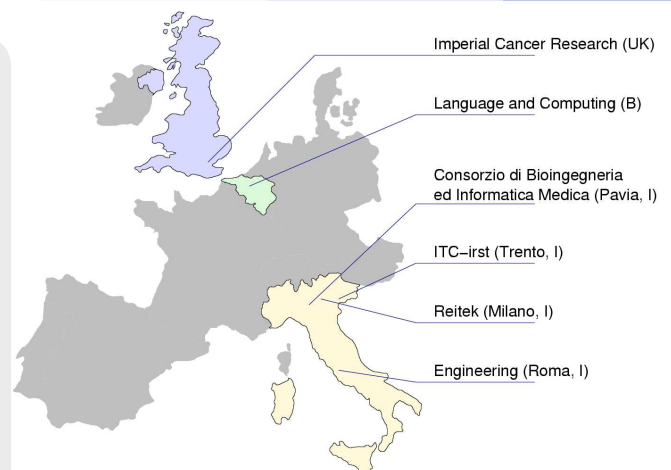 Imperial Cancer Research (UK)
Language and Computing (B)
Consorzio di Bioingegneria
ed Informatica Medica (Pavia, I)
ITC−irst (Trento, I)
Reitek (Milano, I)
Engineering (Roma, I)